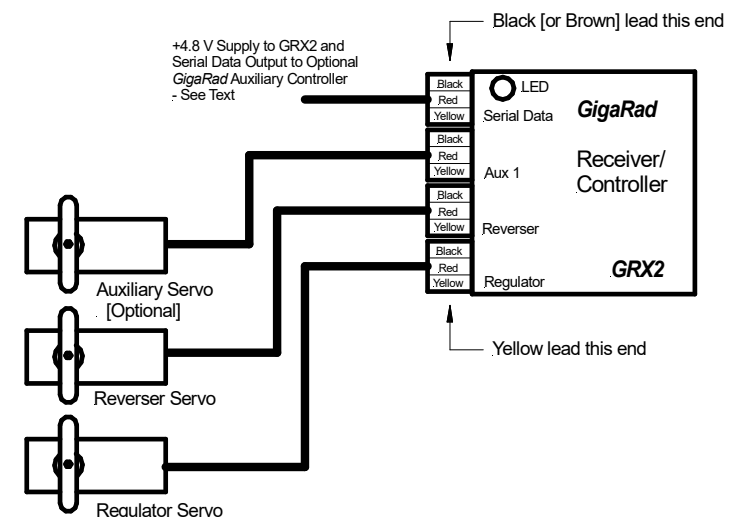 Black [or Brown] lead this end
+4.8 V Supply to GRX2 and
Serial Data Output to Optional
GigaRad Auxiliary Controller
- See Text
Black
Red
Yellow
LED
Serial Data
GigaRad
Receiver/
Controller
Black
Red
Yellow
Aux 1
Black
Red
Yellow
Reverser
Black
Red
Yellow
Regulator
GRX2
Auxiliary Servo
[Optional]
Yellow lead this end
Reverser Servo
Regulator Servo